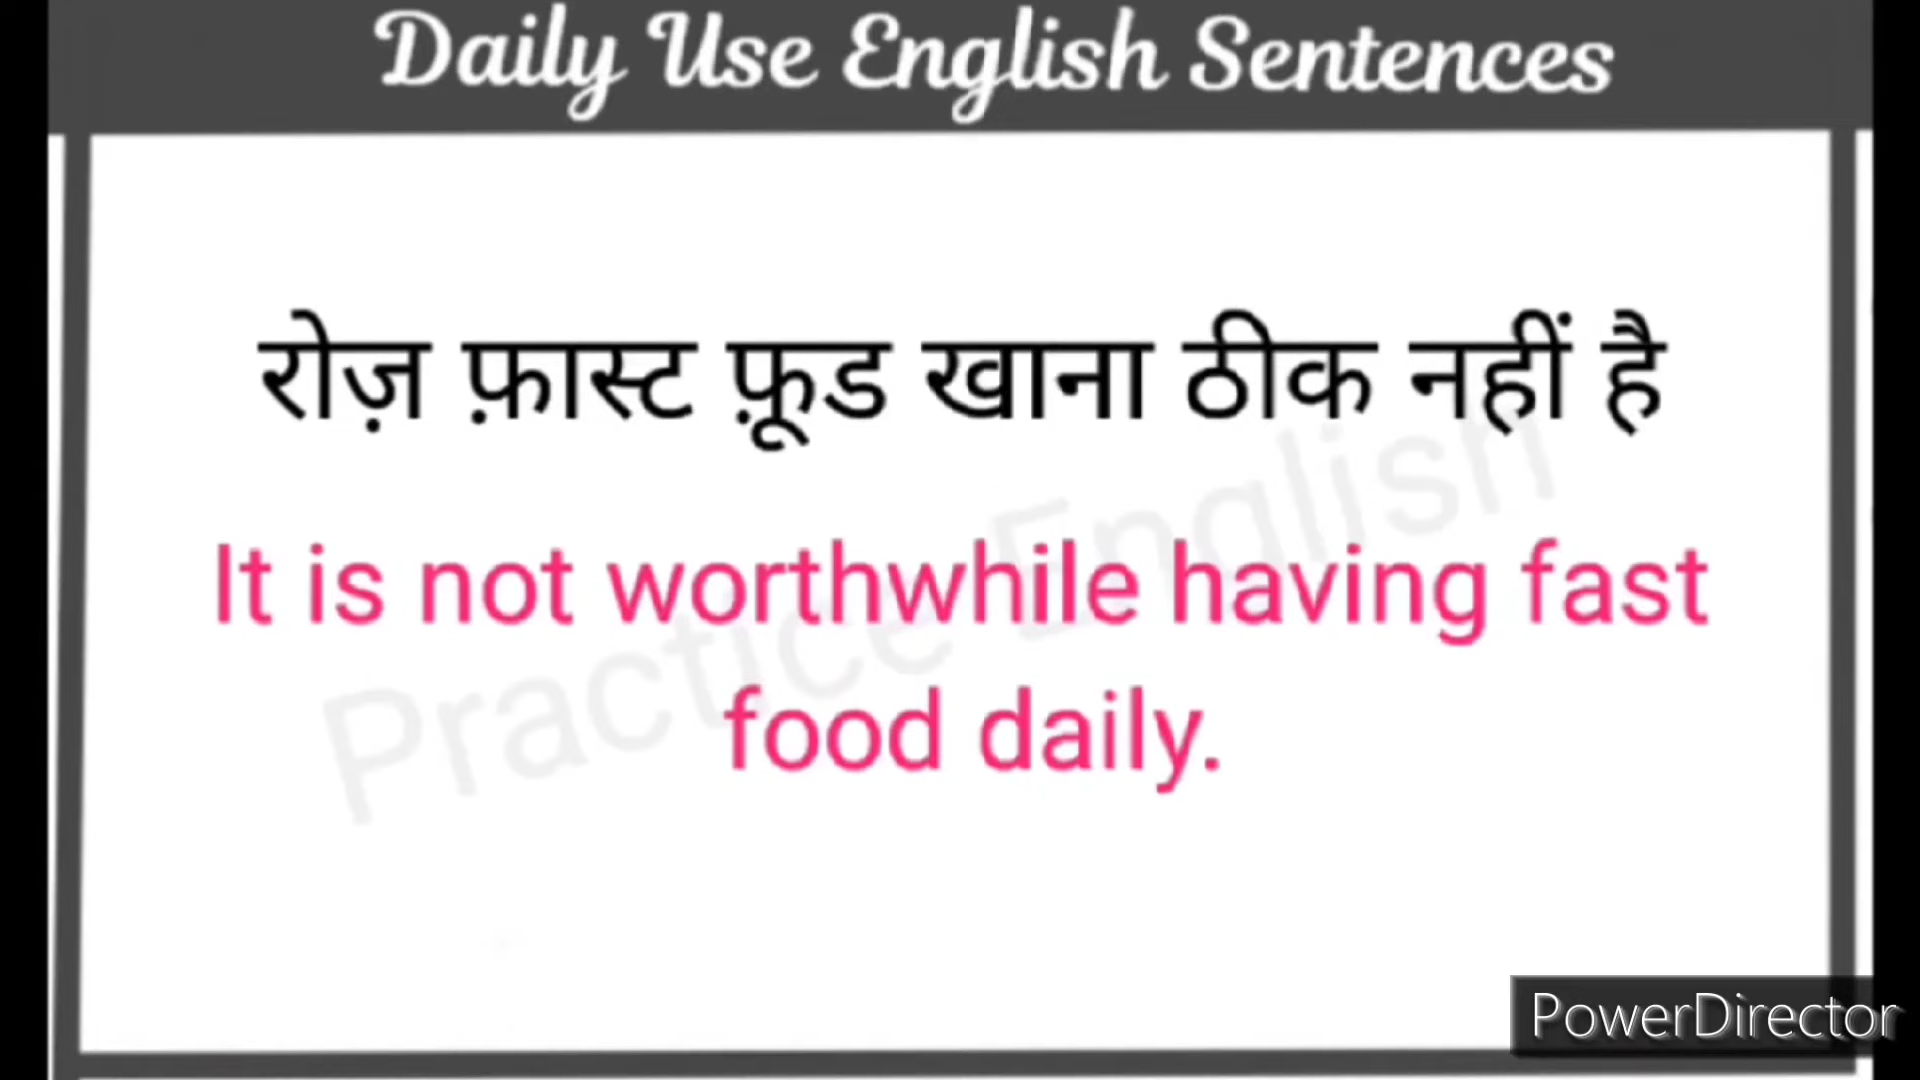 Daily Use English Sentences
रोज़ फ़ास्ट फ़ूड खाना ठीक नहीं है
It is not worthwhile having fast
food daily.
Practice English
PowerDirector